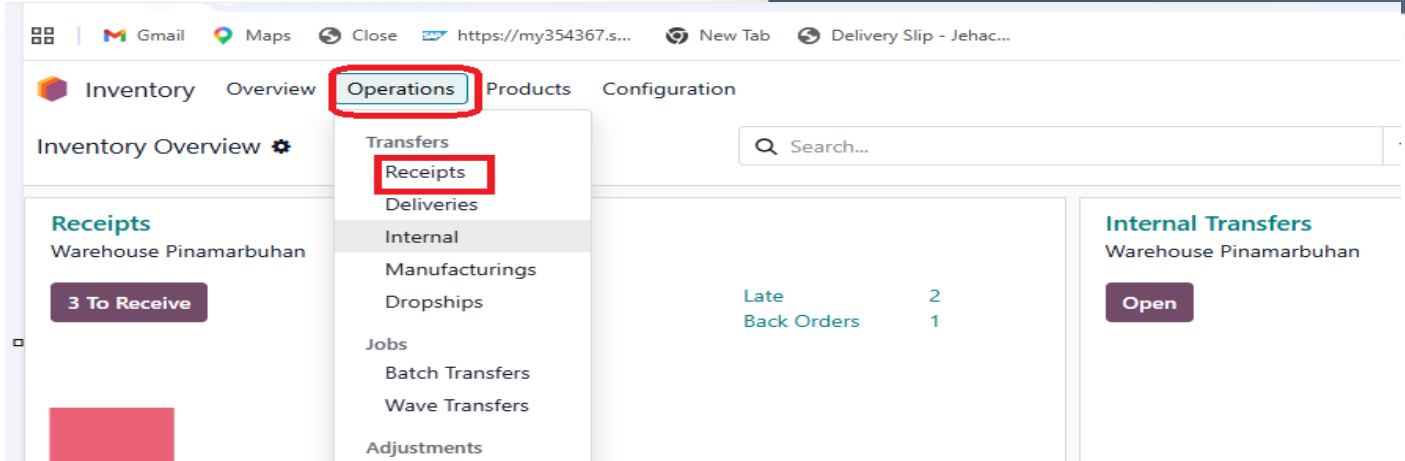 Gmail Maps Close https://my354367.s... New Tab Delivery Slip - Jehac...
Inventory Overview Operations Products Configuration
Inventory Overview
Search...
Transfers
Receipts
Deliveries
Internal
Manufacturings
Dropships
Jobs
Batch Transfers
Wave Transfers
Adjustments
Receipts
Warehouse Pinamarbuhan
3 To Receive
Late 2
Back Orders 1
Internal Transfers
Warehouse Pinamarbuhan
Open